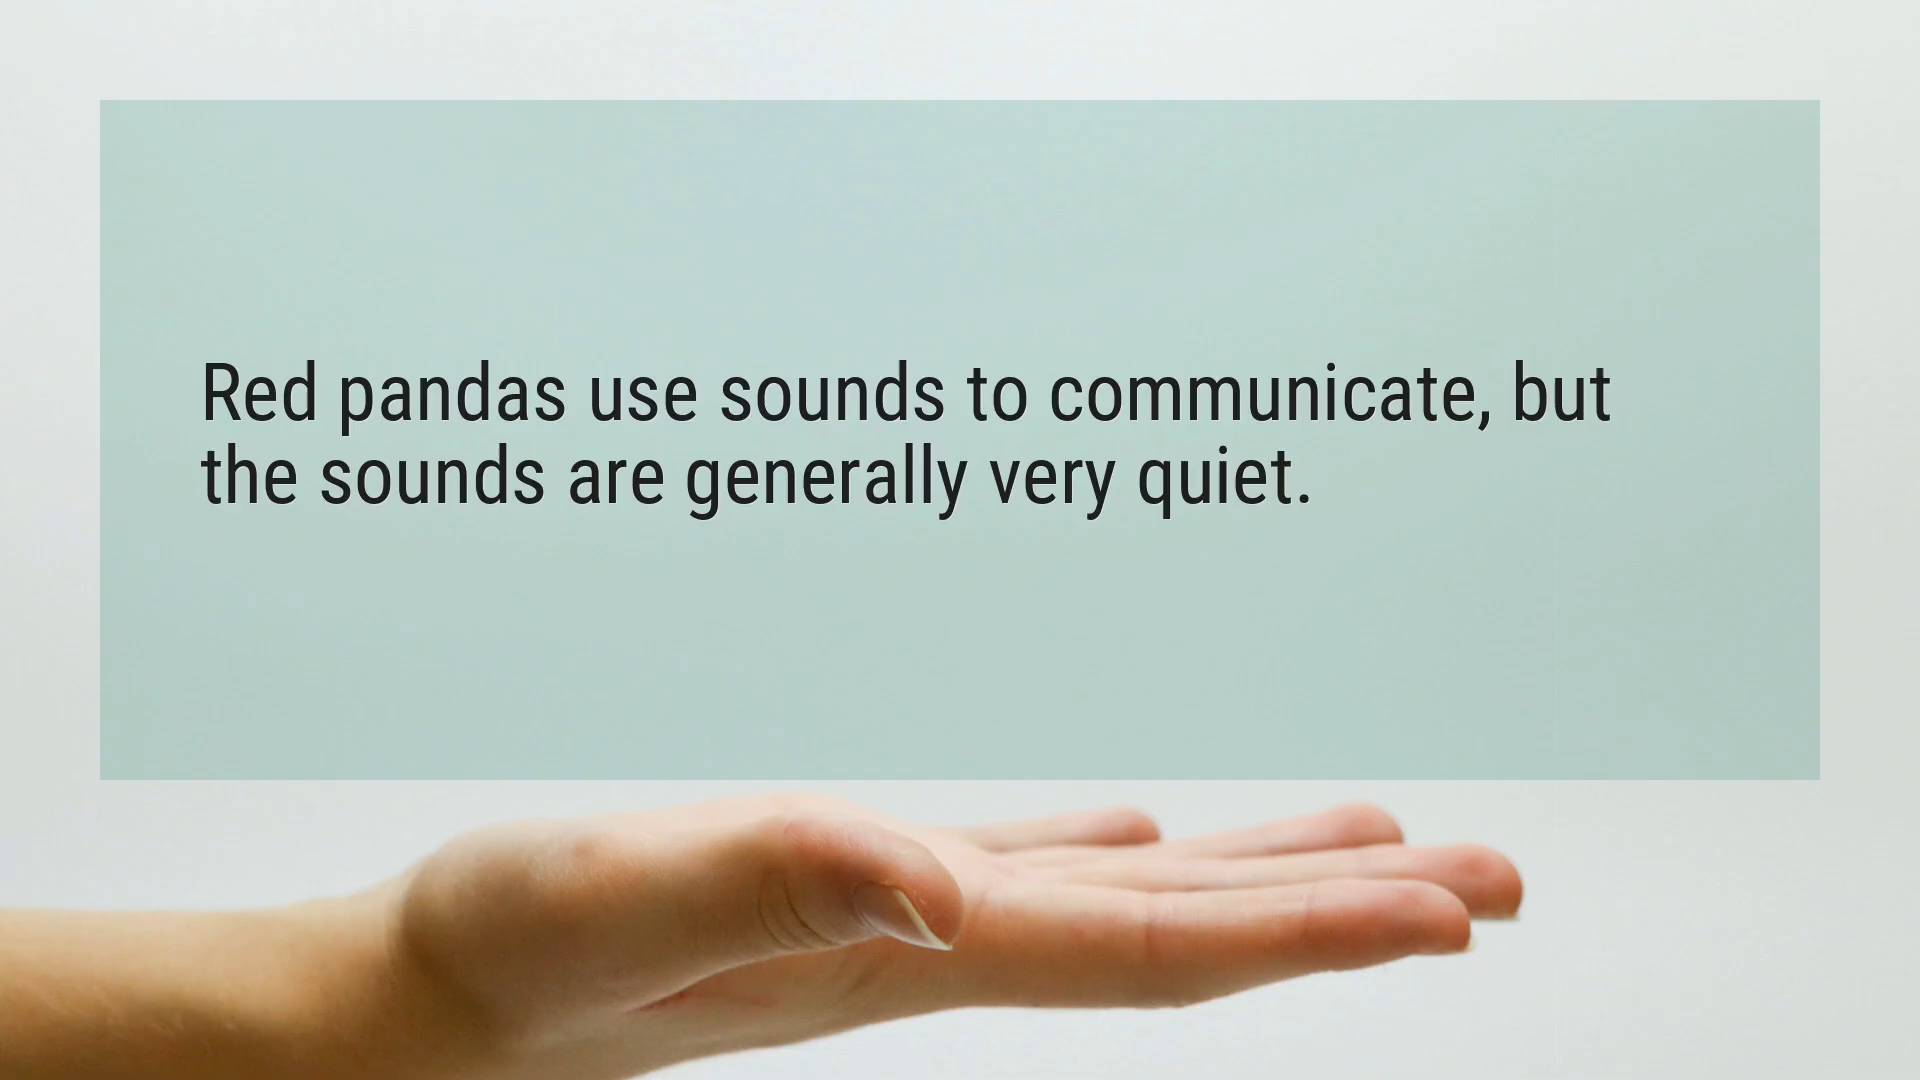 Red pandas use sounds to communicate, but
the sounds are generally very quiet.